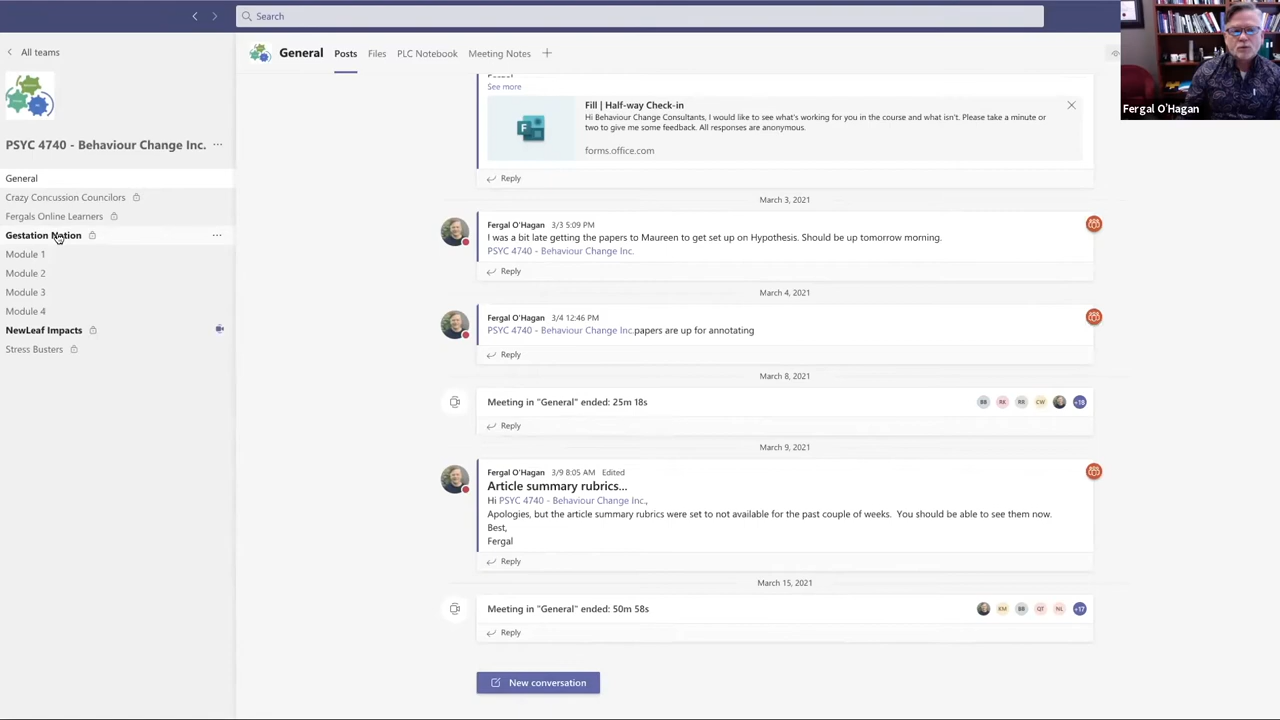 Search
All teams
PSYC 4740 - Behaviour Change Inc.
General
Crazy Concussion Councilors
Fergals Online Learners
Gestation Nation
Module 1
Module 2
Module 3
Module 4
NewLeaf Impacts
Stress Busters
General Posts Files PLC Notebook Meeting Notes
See more
Fill | Half-way Check-in
Hi Behaviour Change Consultants, I would like to see what's working for you in the course and what isn't. Please take a minute or
two to give me some feedback. All responses are anonymous.
forms.office.com
Reply
March 3, 2021
Fergal O'Hagan 3/3 5:09 PM
I was a bit late getting the papers to Maureen to get set up on Hypothesis. Should be up tomorrow morning.
PSYC 4740 - Behaviour Change Inc.
Reply
March 4, 2021
Fergal O'Hagan 3/4 12:46 PM
PSYC 4740 - Behaviour Change Inc.papers are up for annotating
Reply
March 8, 2021
Meeting in "General" ended: 25m 18s BB RK RR CW +18
Reply
March 9, 2021
Fergal O'Hagan 3/9 8:05 AM Edited
Article summary rubrics...
Hi PSYC 4740 - Behaviour Change Inc.,
Apologies, but the article summary rubrics were set to not available for the past couple of weeks. You should be able to see them now.
Best,
Fergal
Reply
March 15, 2021
Meeting in "General" ended: 50m 58s KM BB QT NL +17
Reply
New conversation
Fergal O'Hagan